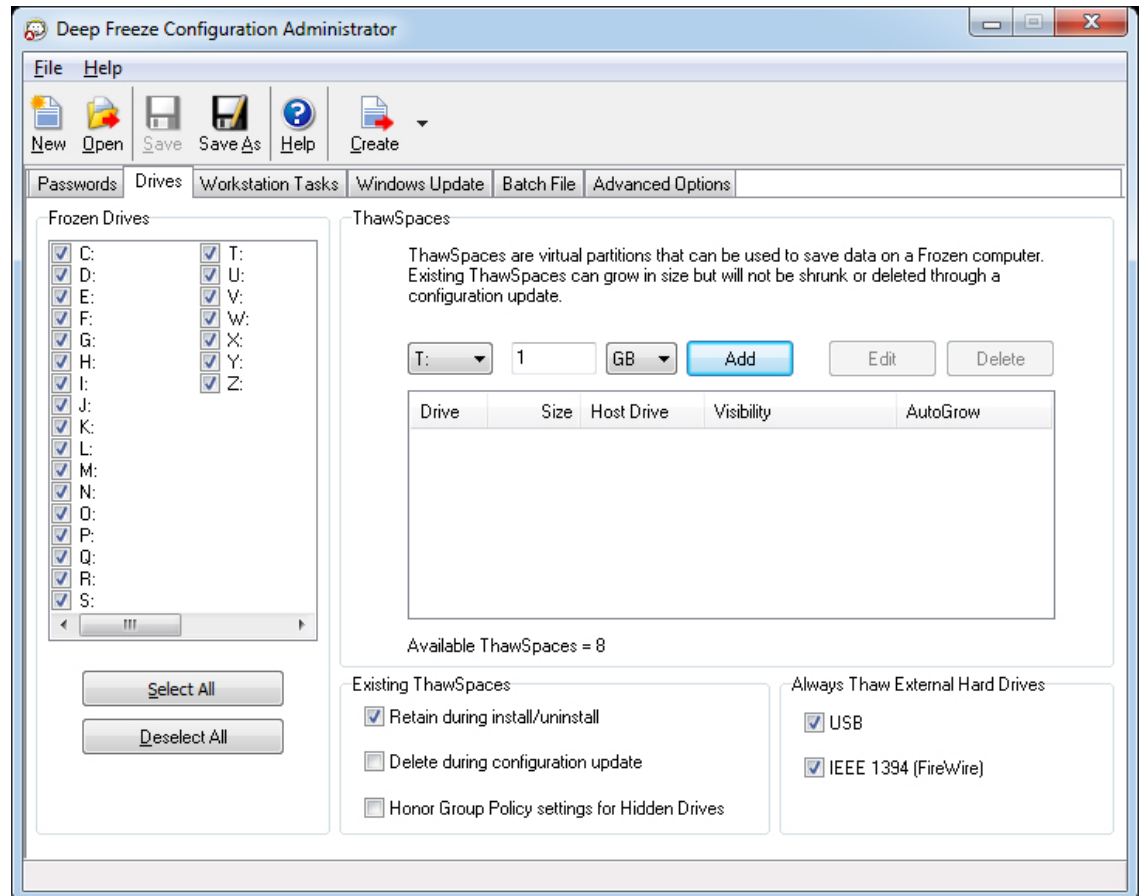 Deep Freeze Configuration Administrator
File Help
New Open Save Save As Help Create
Passwords Drives Workstation Tasks Windows Update Batch File Advanced Options
Frozen Drives
C:
D:
E:
F:
G:
H:
I:
J:
K:
L:
M:
N:
O:
P:
Q:
R:
S:
T:
U:
V:
W:
X:
Y:
Z:
Select All
Deselect All
ThawSpaces
ThawSpaces are virtual partitions that can be used to save data on a Frozen computer.
Existing ThawSpaces can grow in size but will not be shrunk or deleted through a
configuration update.
T: 1 GB Add Edit Delete
Drive Size Host Drive Visibility AutoGrow
Available ThawSpaces = 8
Existing ThawSpaces
Retain during install/uninstall
Delete during configuration update
Honor Group Policy settings for Hidden Drives
Always Thaw External Hard Drives
USB
IEEE 1394 (FireWire)